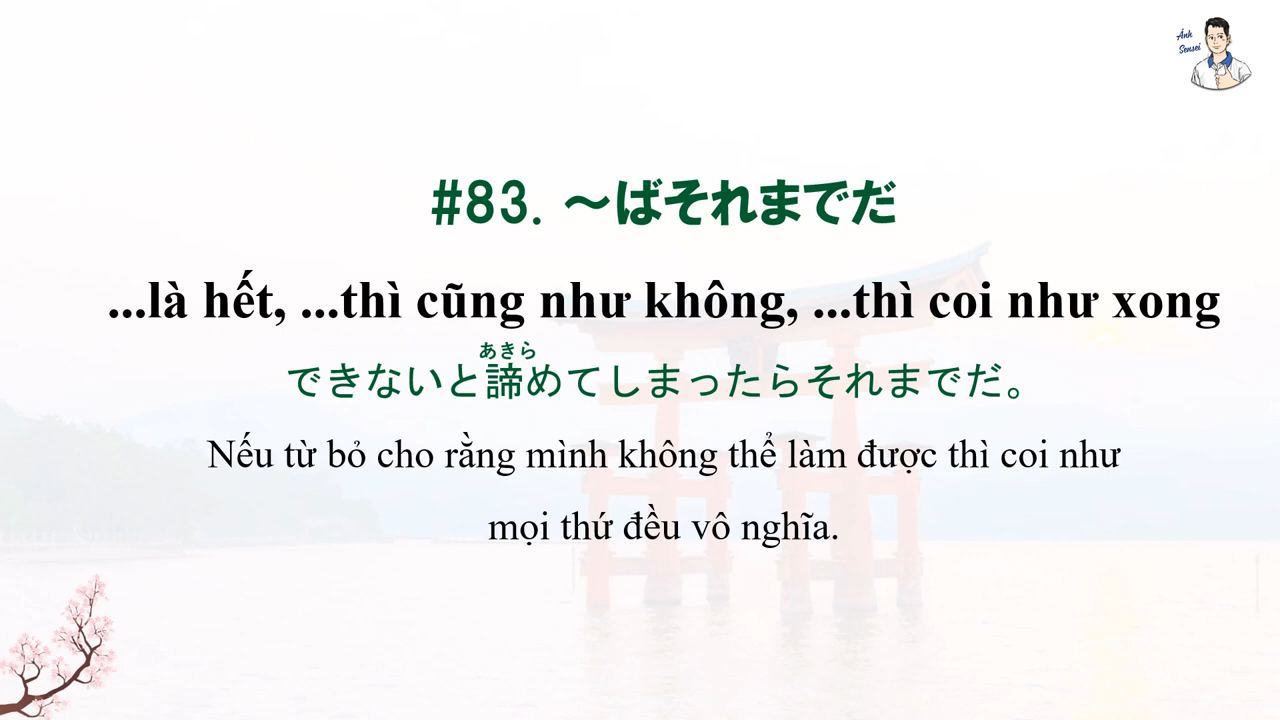 Ánh
Sensei
#83. ～ばそれまでだ
...là hết, ...thì cũng như không, ...thì coi như xong
あきら
できないと諦めてしまったらそれまでだ。
Nếu từ bỏ cho rằng mình không thể làm được thì coi như
mọi thứ đều vô nghĩa.